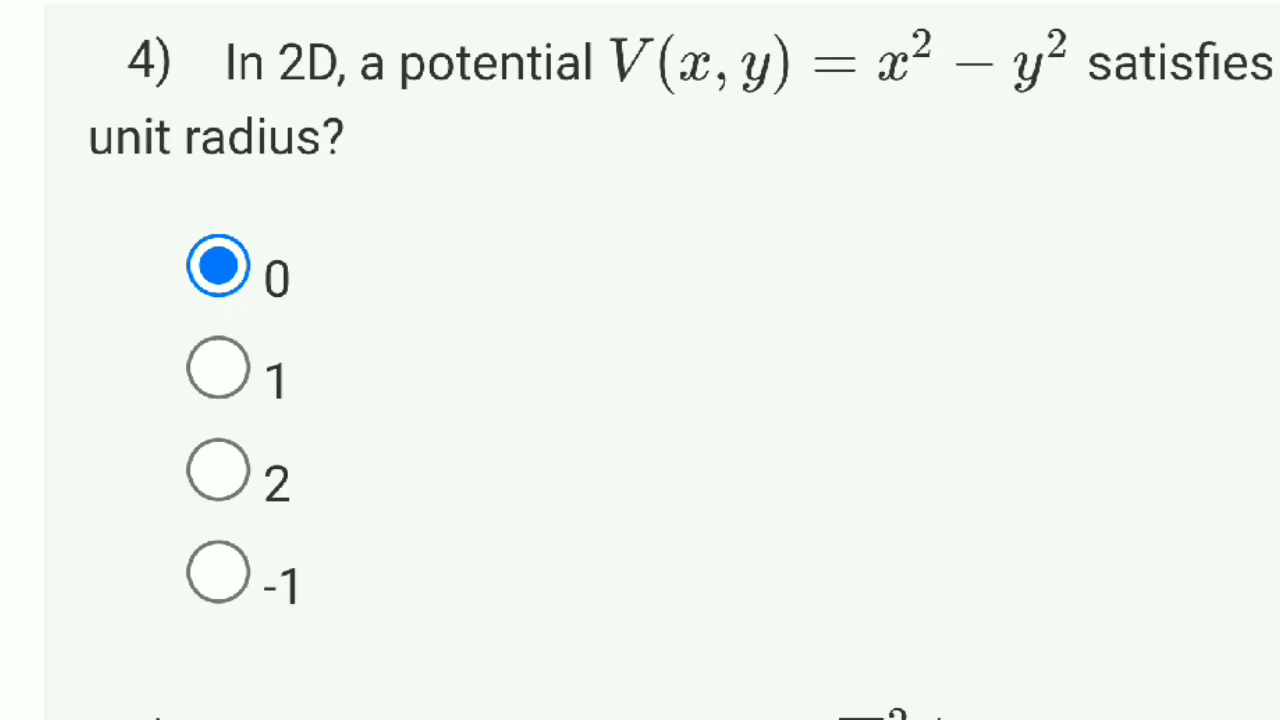 4) In 2D, a potential V(x, y) = x² − y² satisfies
unit radius?
0
1
2
-1